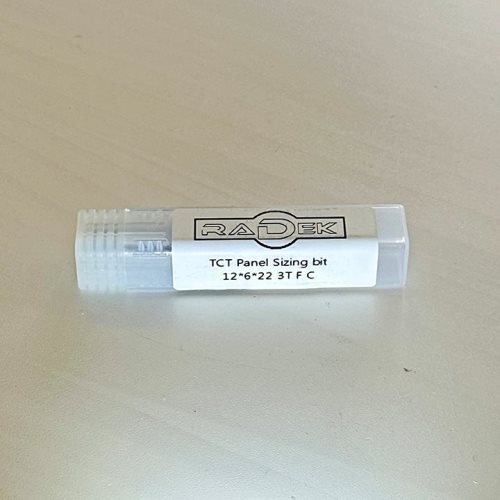 RADEK
TCT Panel Sizing bit
12*6*22 3T F C